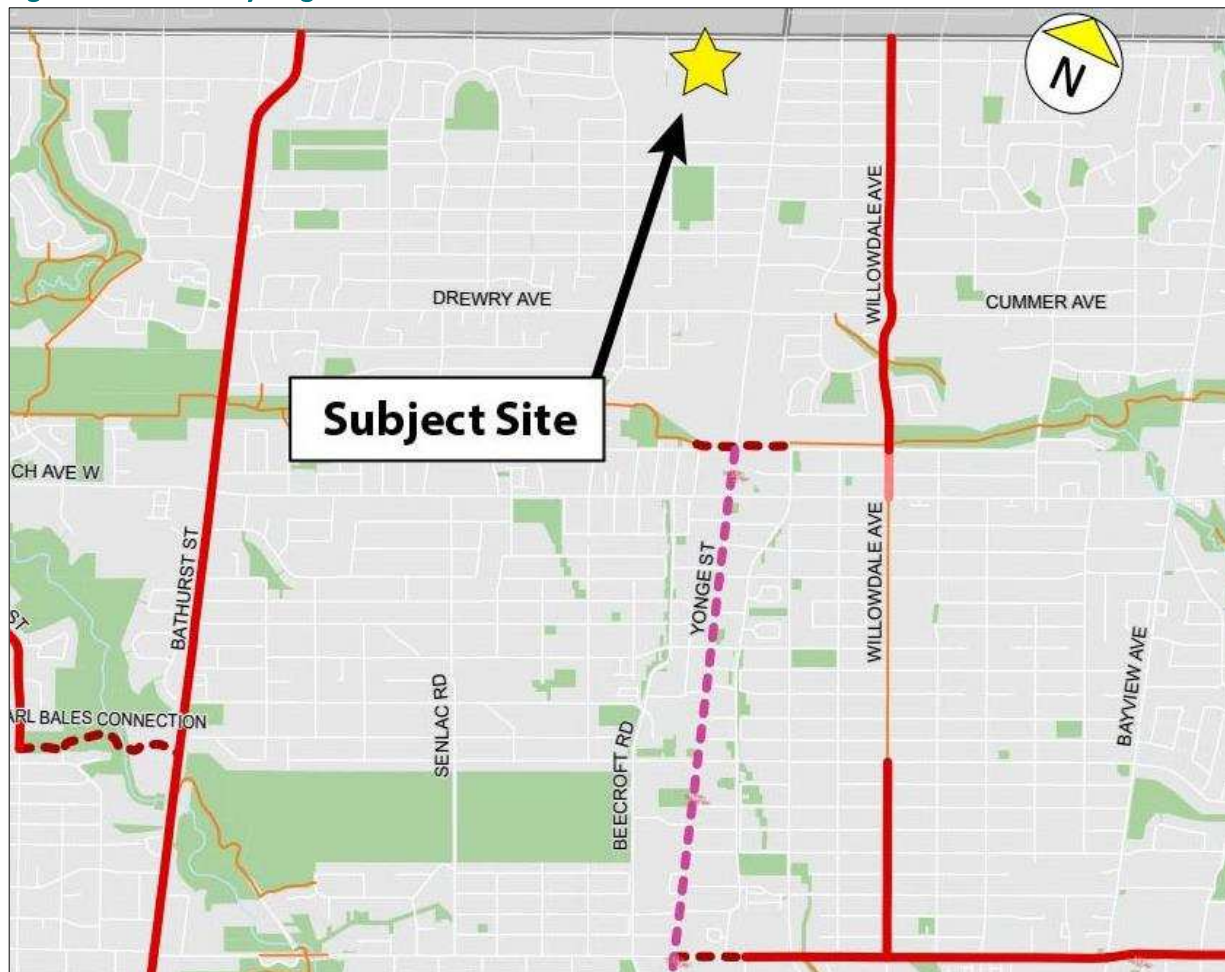 N
WILLOWDALE AVE
DREWRY AVE
CUMMER AVE
Subject Site
CH AVE W
BATHURST ST
YONGE ST
WILLOWDALE AVE
ST
BAYVIEW AVE
ARL BALES CONNECTION
SENLAC RD
BEECROFT RD